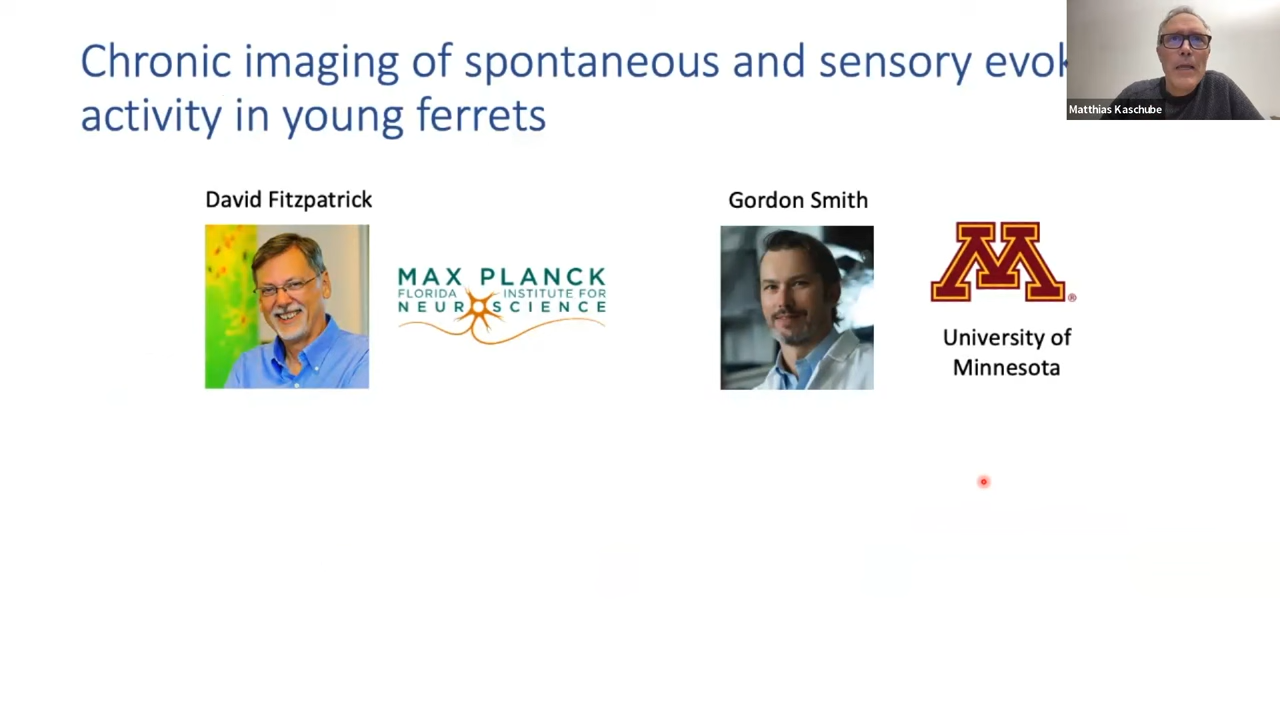 Chronic imaging of spontaneous and sensory evok
activity in young ferrets
Matthias Kaschube
David Fitzpatrick
MAX PLANCK
FLORIDA INSTITUTE FOR
NEUROSCIENCE
Gordon Smith
M
®
University of
Minnesota